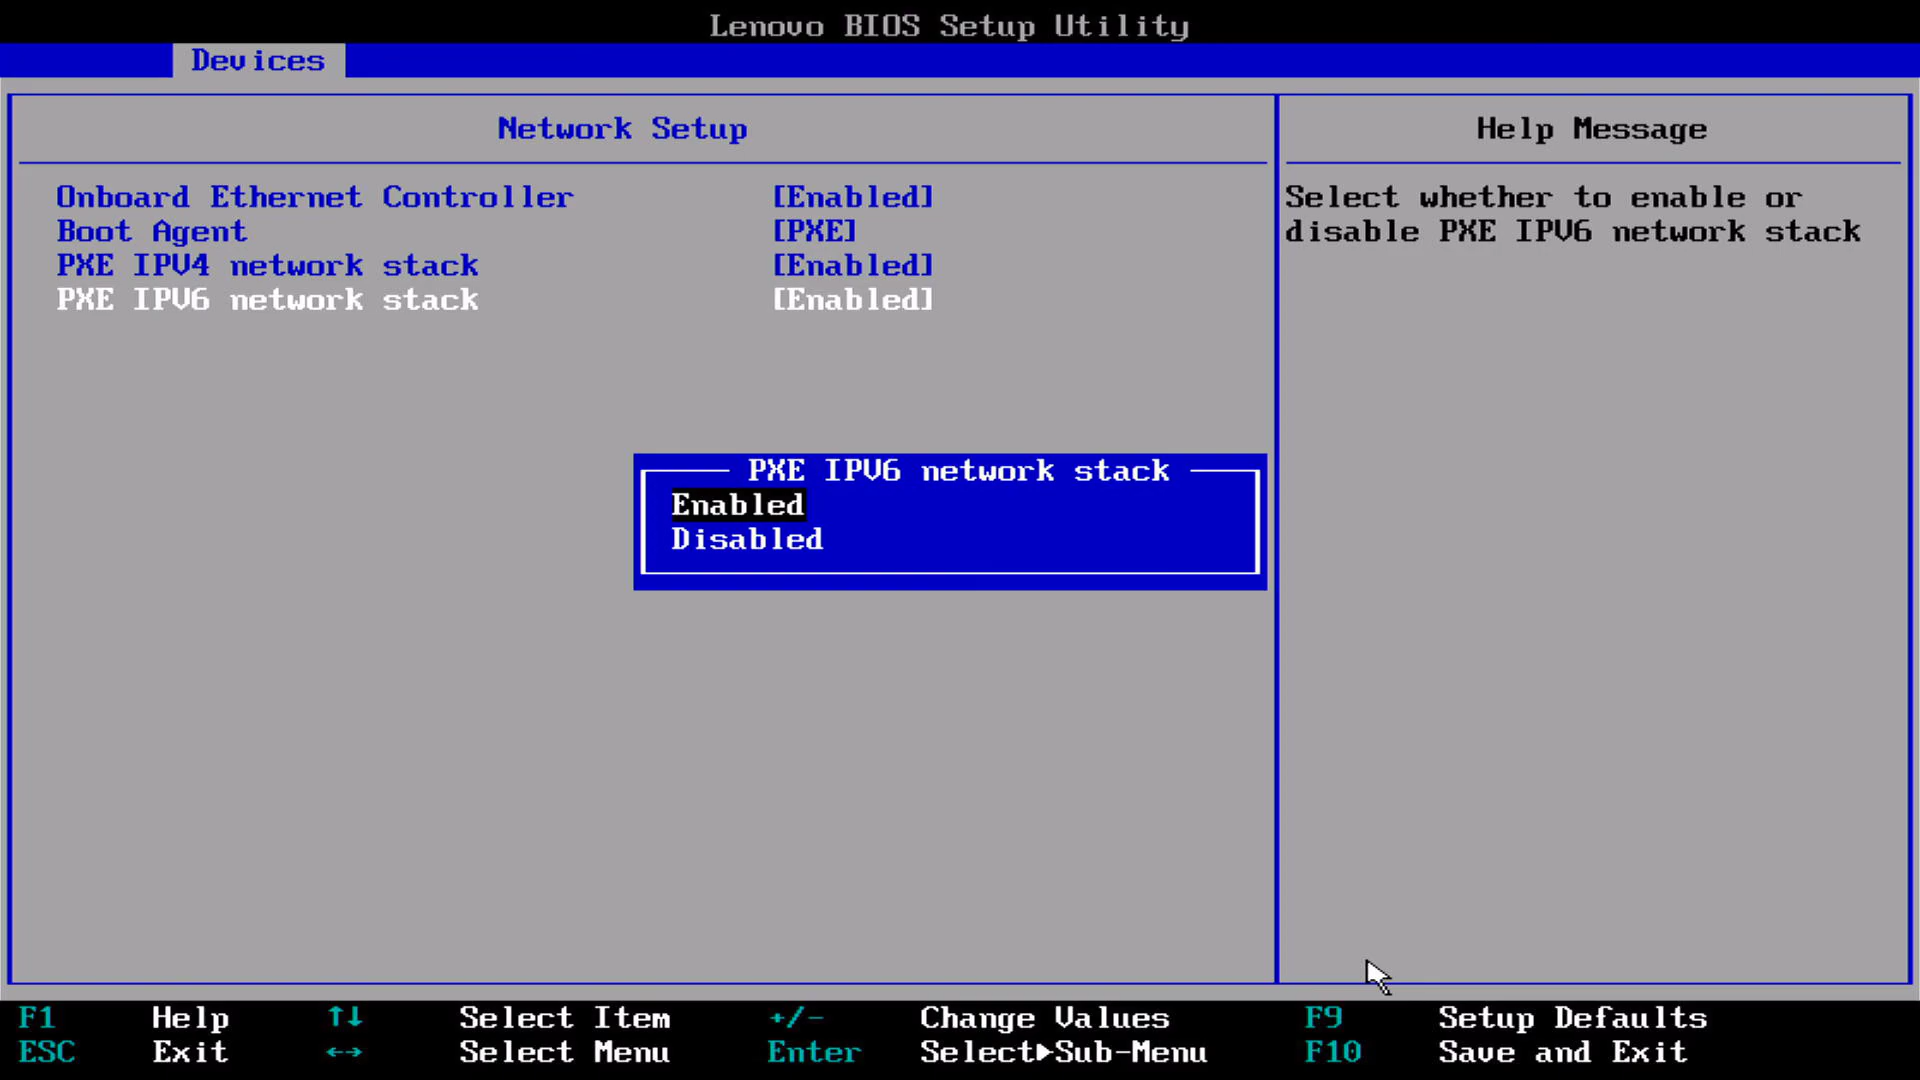 Lenovo BIOS Setup Utility
Devices
Network Setup
Onboard Ethernet Controller [Enabled]
Boot Agent [PXE]
PXE IPV4 network stack [Enabled]
PXE IPV6 network stack [Enabled]
PXE IPV6 network stack
Enabled
Disabled
Help Message
Select whether to enable or
disable PXE IPV6 network stack
F1 Help ↑↓ Select Item +/- Change Values F9 Setup Defaults
ESC Exit ←→ Select Menu Enter Select▶Sub-Menu F10 Save and Exit